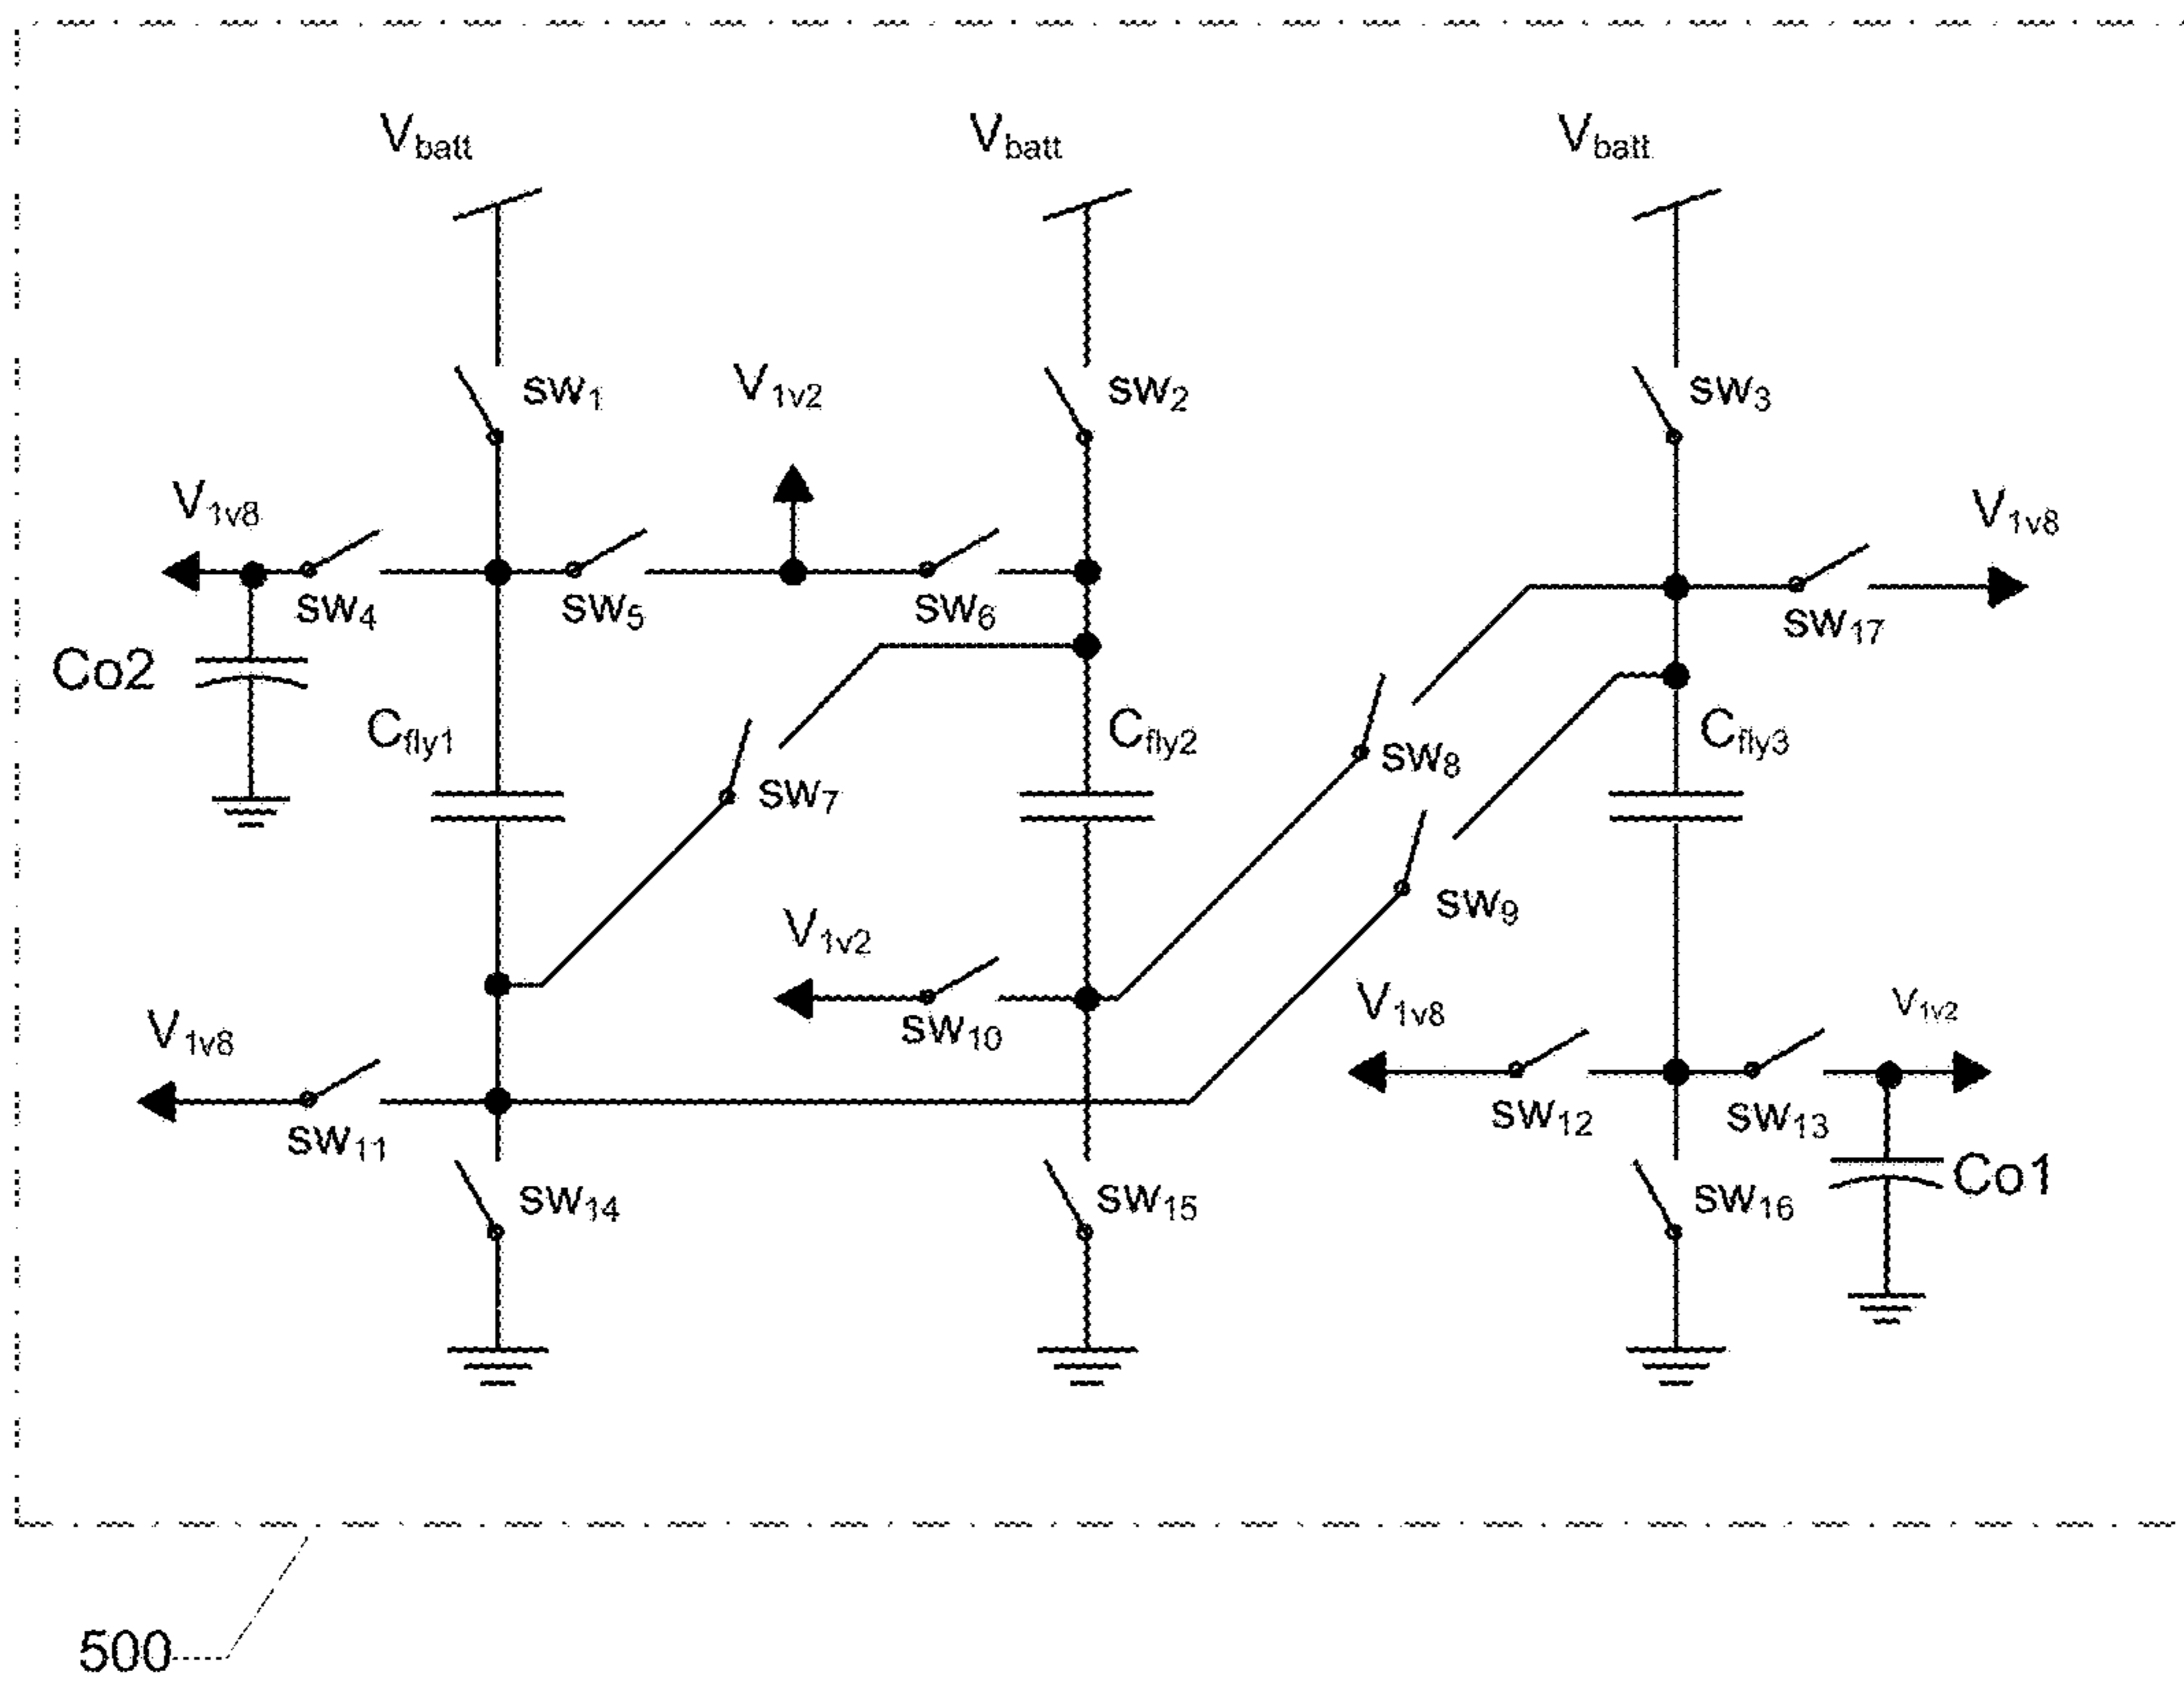 Vbatt Vbatt Vbatt
SW1 V1v2 SW2 SW3
V1v8 V1v8
SW4 SW5 SW6 SW17
Co2
Cfly1 Cfly2 Cfly3
SW7 SW8
SW9
V1v2
V1v8 SW10 V1v8 V1v2
SW11 SW12 SW13
SW14 SW15 SW16 Co1
500